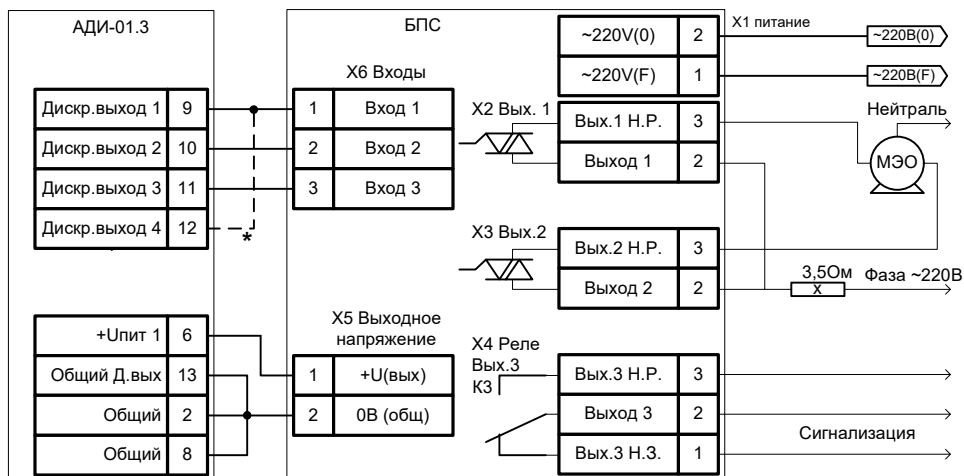 АДИ-01.3
Дискр.выход 1 9
Дискр.выход 2 10
Дискр.выход 3 11
Дискр.выход 4 12
*
+Uпит 1 6
Общий Д.вых 13
Общий 2
Общий 8
БПС
X6 Входы
1 Вход 1
2 Вход 2
3 Вход 3
X5 Выходное
напряжение
1 +U(вых)
2 0В (общ)
~220V(0) 2
~220V(F) 1
X1 питание
~220В(0)
~220В(F)
X2 Вых. 1
Вых.1 Н.Р. 3
Выход 1 2
Нейтраль
МЭО
X3 Вых.2
Вых.2 Н.Р. 3
Выход 2 2
3,5Ом
х
Фаза ~220В
X4 Реле
Вых.3
К3
Вых.3 Н.Р. 3
Выход 3 2
Вых.3 Н.З. 1
Сигнализация